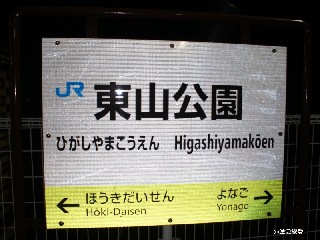 JR 東山公園
ひがしやまこうえん Higashiyamakōen
← ほうきだいせん よなご →
Hōki-Daisen Yonago